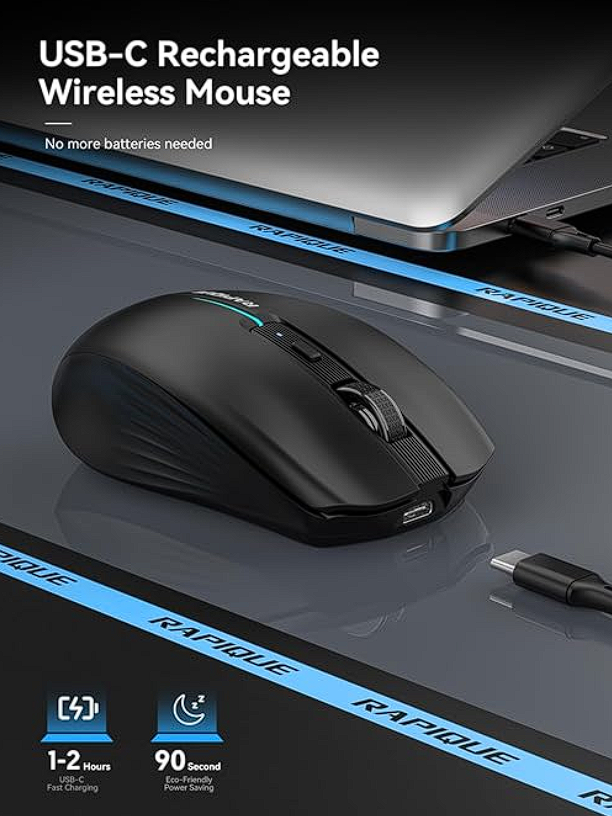 USB-C Rechargeable
Wireless Mouse
No more batteries needed
RAPIQUE
RAPIQUE
RAPIQUE
RAPIQUE
RAPIQUE
1-2 Hours
USB-C
Fast Charging
90 Second
Eco-Friendly
Power Saving